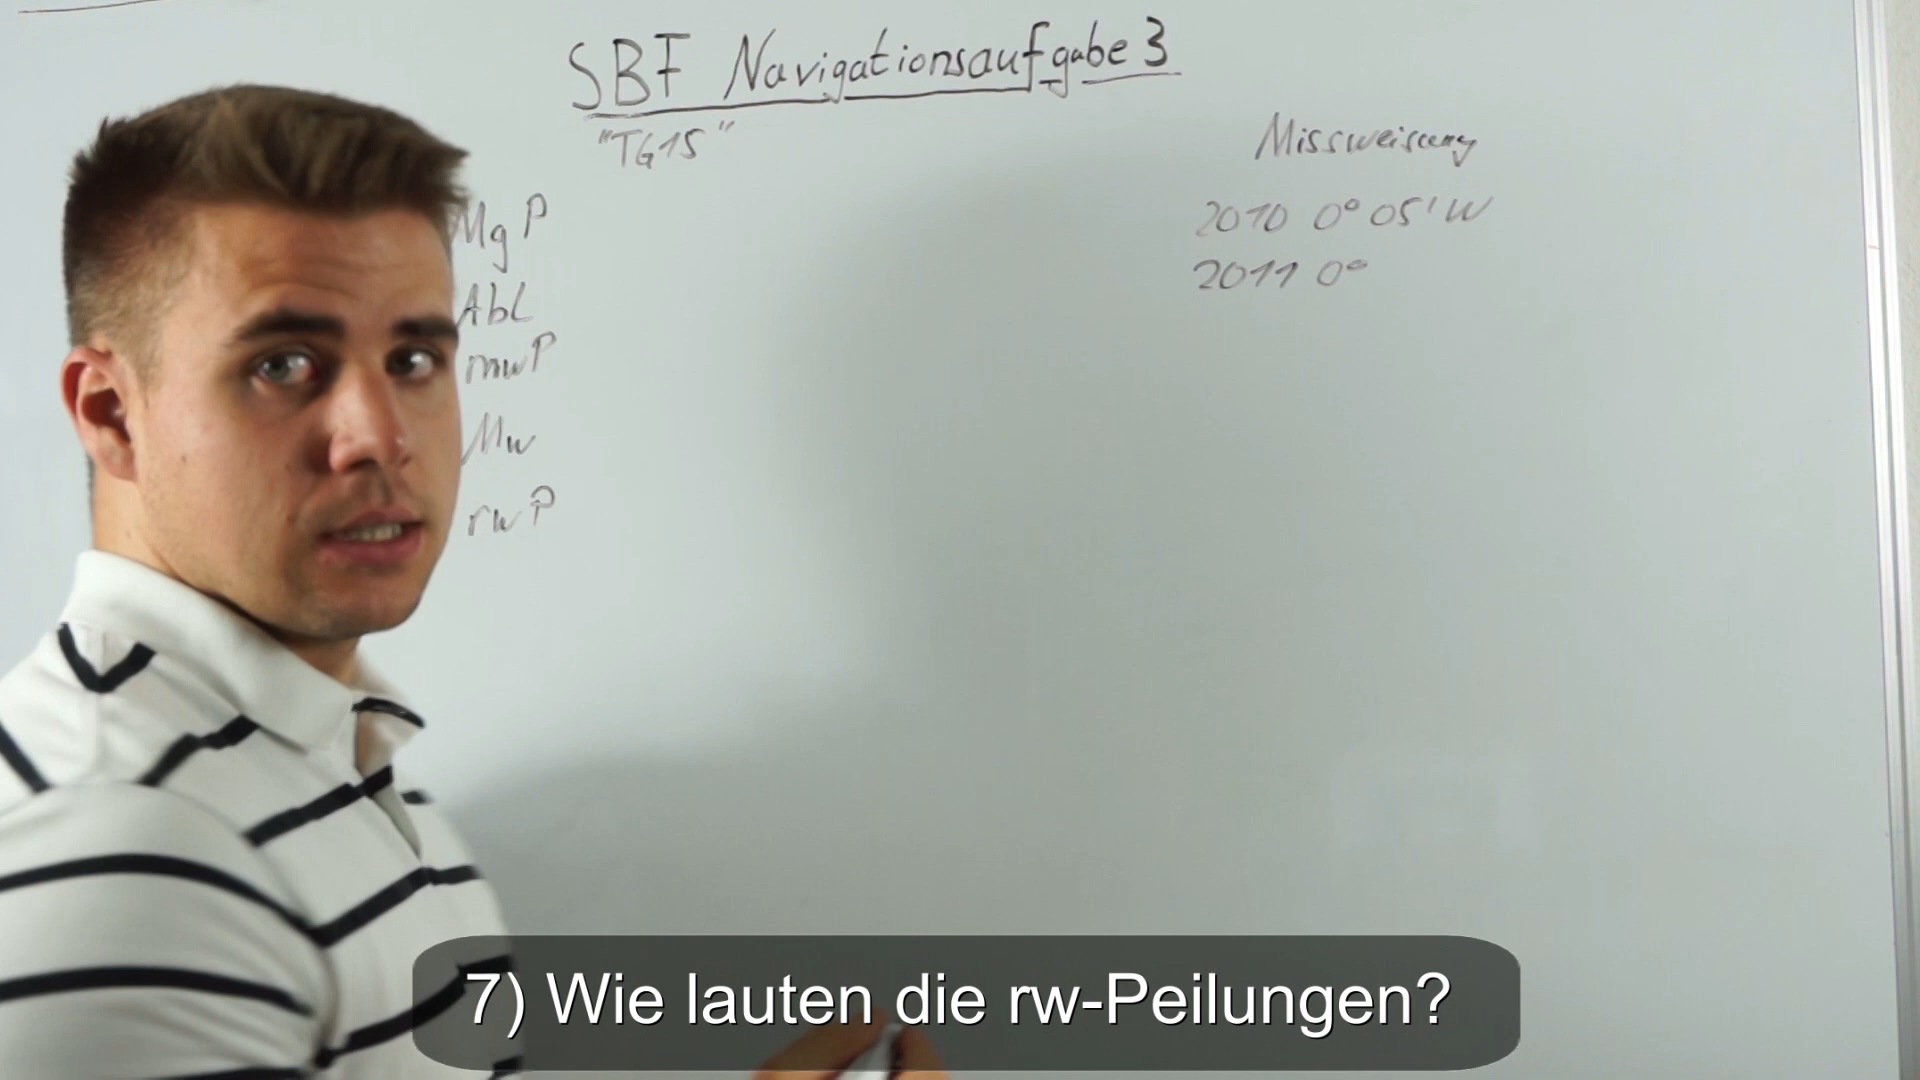 SBF Navigationsaufgabe 3
"TG15"
Missweisung
MgP
2010 0° 05' W
AbL
2011 0°
mwP
Mw
rwP
7) Wie lauten die rw-Peilungen?